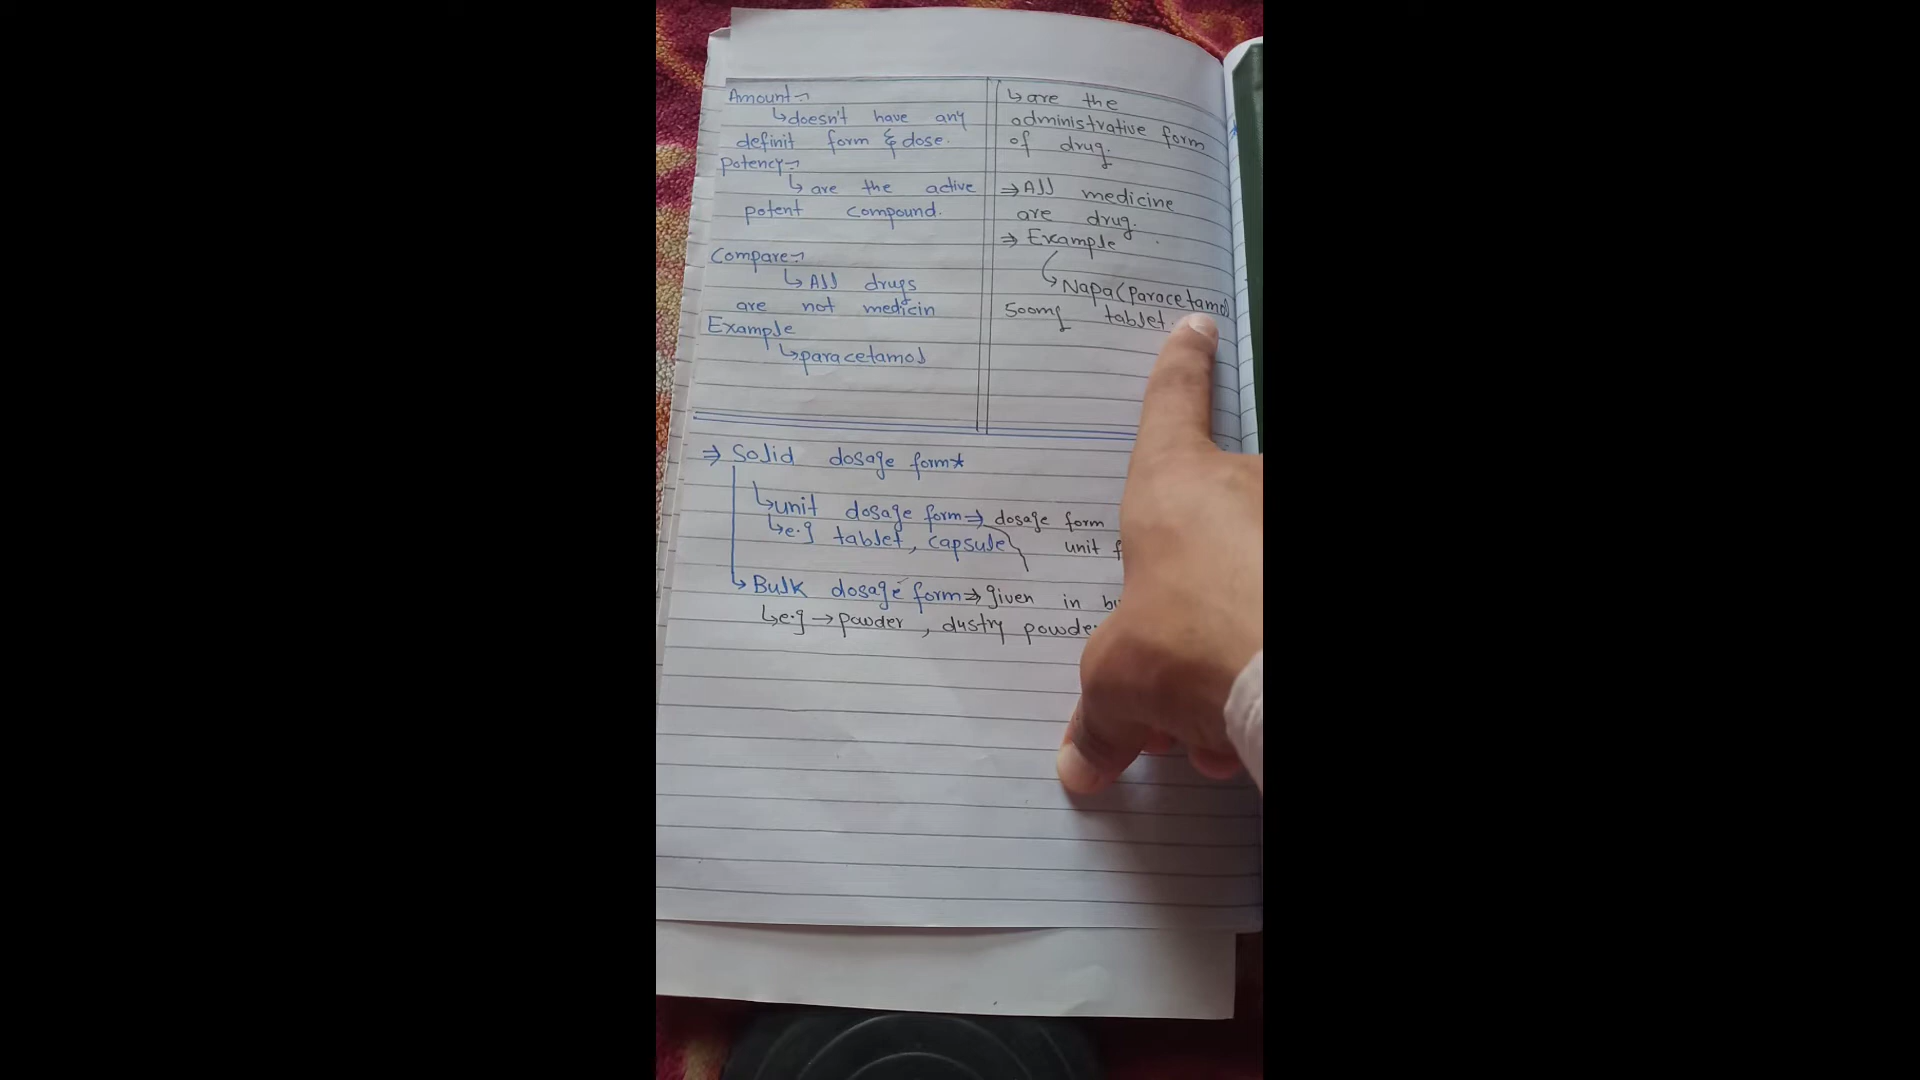 Amount:-
↳doesn't have any
definit form & dose.
Potency:-
↳ are the active
potent compound.
Compare:-
↳ All drugs
are not medicin
Example
↳paracetamol
↳are the
administrative form
of drug.
⇒ All medicine
are drug.
⇒ Example
↳Napa(Paracetamol
500mg tablet.
⇒ Solid dosage form*
↳unit dosage form⇒ dosage form
↳e.g tablet, capsule unit
↳Bulk dosage form⇒given in
↳e.g → powder, dustry